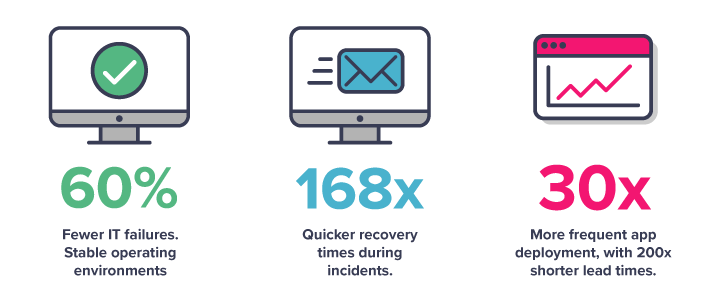 60%
Fewer IT failures.
Stable operating
environments
168x
Quicker recovery
times during
incidents.
30x
More frequent app
deployment, with 200x
shorter lead times.